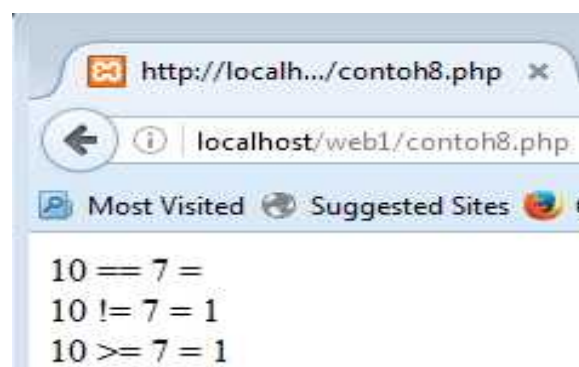 http://localh.../contoh8.php
localhost/web1/contoh8.php
Most Visited Suggested Sites
10 == 7 =
10 != 7 = 1
10 >= 7 = 1